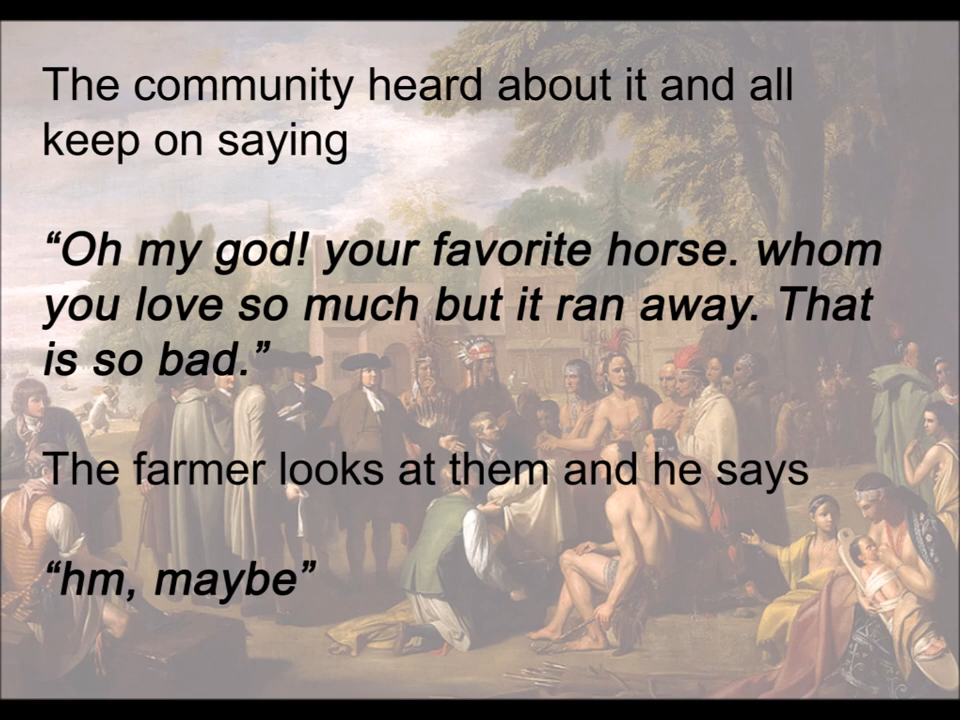 The community heard about it and all
keep on saying
“Oh my god! your favorite horse. whom
you love so much but it ran away. That
is so bad.”
The farmer looks at them and he says
“hm, maybe”